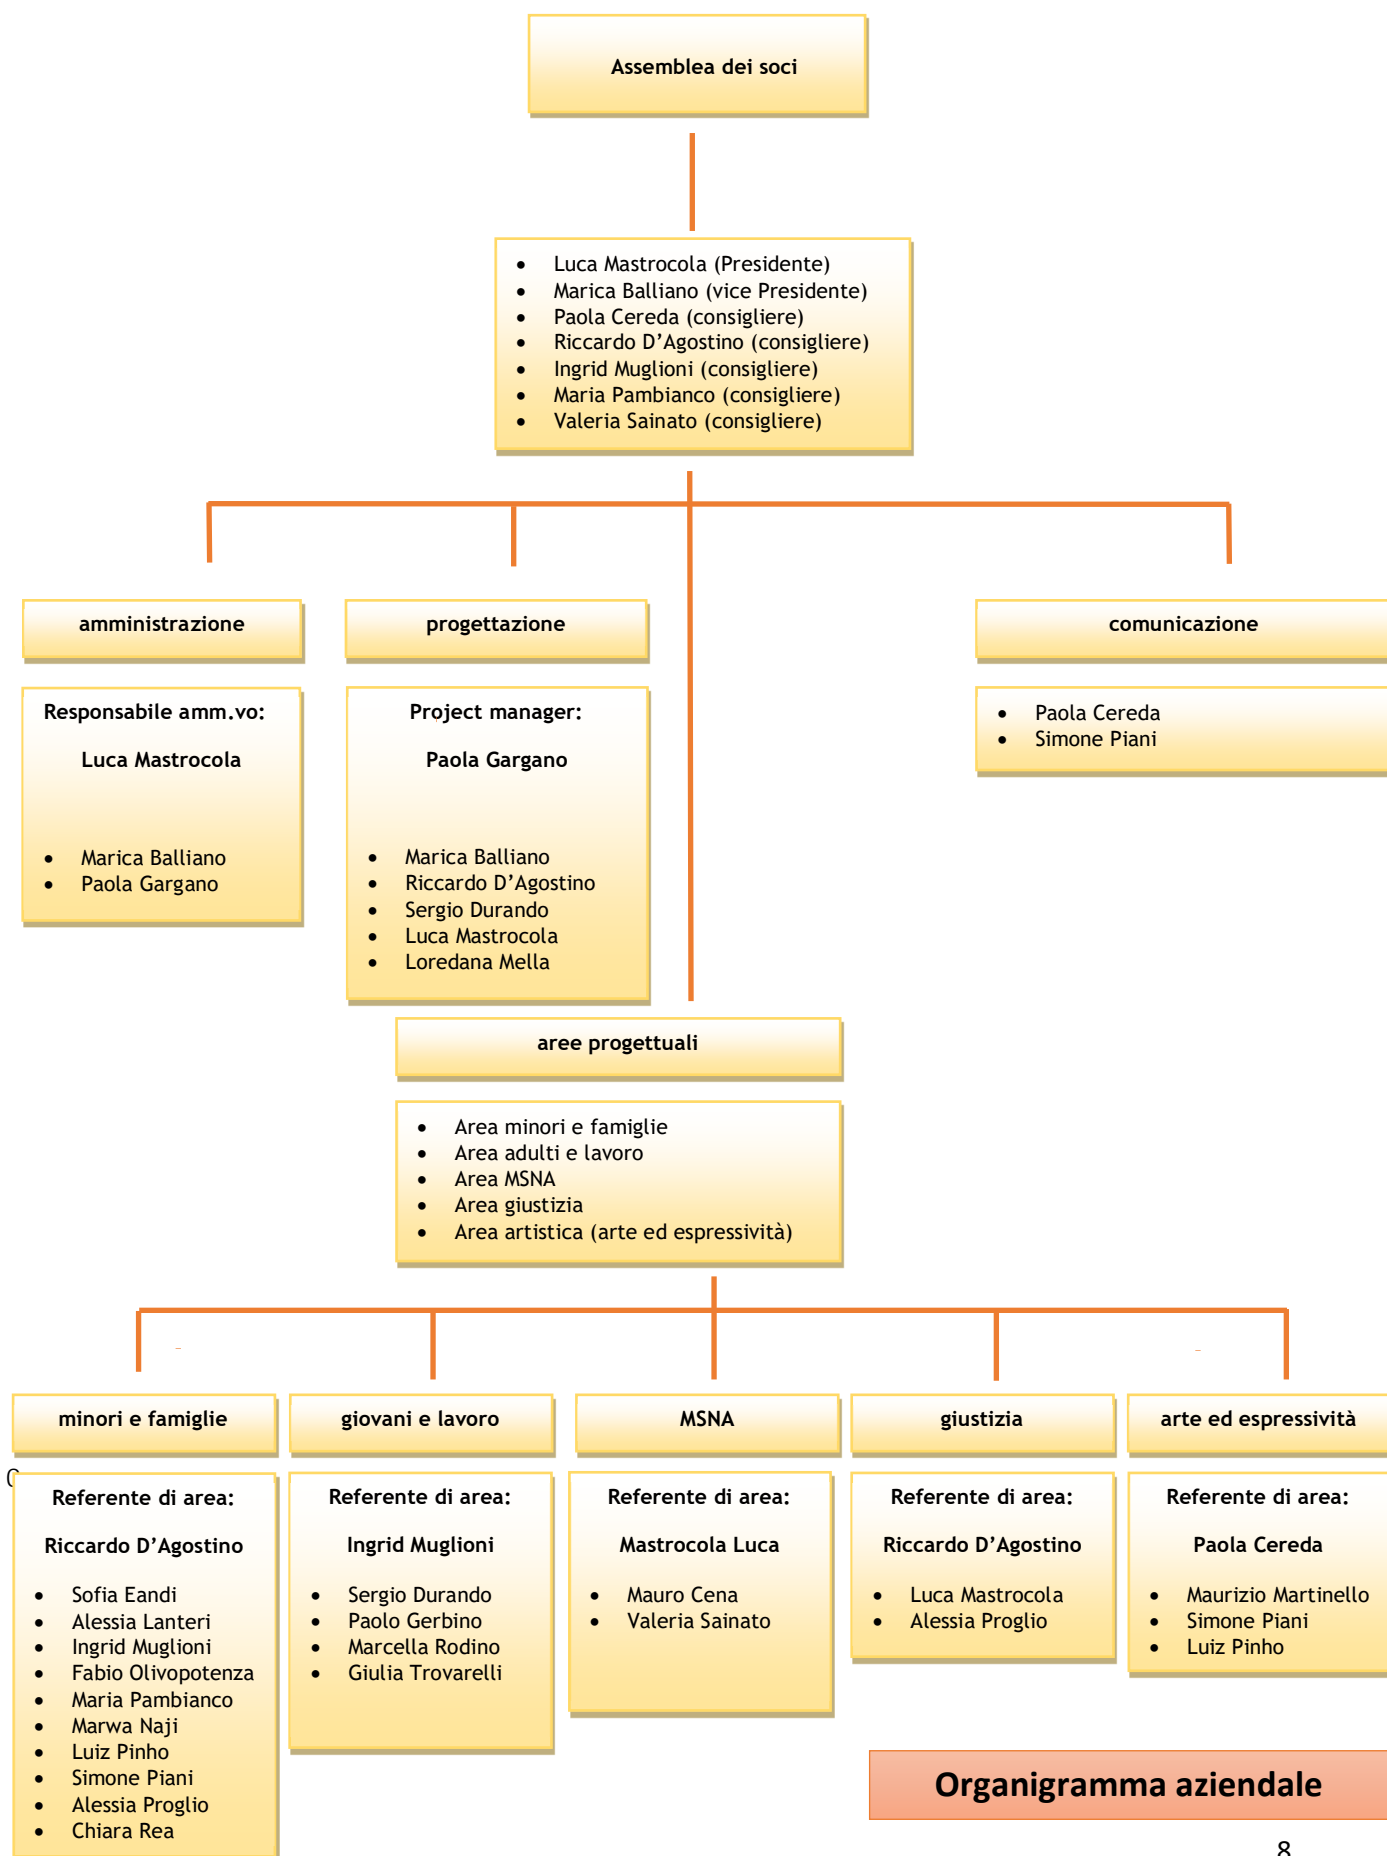 Assemblea dei soci
• Luca Mastrocola (Presidente)
• Marica Balliano (vice Presidente)
• Paola Cereda (consigliere)
• Riccardo D’Agostino (consigliere)
• Ingrid Muglioni (consigliere)
• Maria Pambianco (consigliere)
• Valeria Sainato (consigliere)
amministrazione
Responsabile amm.vo:
Luca Mastrocola
• Marica Balliano
• Paola Gargano
progettazione
Project manager:
Paola Gargano
• Marica Balliano
• Riccardo D’Agostino
• Sergio Durando
• Luca Mastrocola
• Loredana Mella
comunicazione
• Paola Cereda
• Simone Piani
aree progettuali
• Area minori e famiglie
• Area adulti e lavoro
• Area MSNA
• Area giustizia
• Area artistica (arte ed espressività)
minori e famiglie
Referente di area:
Riccardo D’Agostino
• Sofia Eandi
• Alessia Lanteri
• Ingrid Muglioni
• Fabio Olivopotenza
• Maria Pambianco
• Marwa Naji
• Luiz Pinho
• Simone Piani
• Alessia Proglio
• Chiara Rea
giovani e lavoro
Referente di area:
Ingrid Muglioni
• Sergio Durando
• Paolo Gerbino
• Marcella Rodino
• Giulia Trovarelli
MSNA
Referente di area:
Mastrocola Luca
• Mauro Cena
• Valeria Sainato
giustizia
Referente di area:
Riccardo D’Agostino
• Luca Mastrocola
• Alessia Proglio
arte ed espressività
Referente di area:
Paola Cereda
• Maurizio Martinello
• Simone Piani
• Luiz Pinho
Organigramma aziendale
8